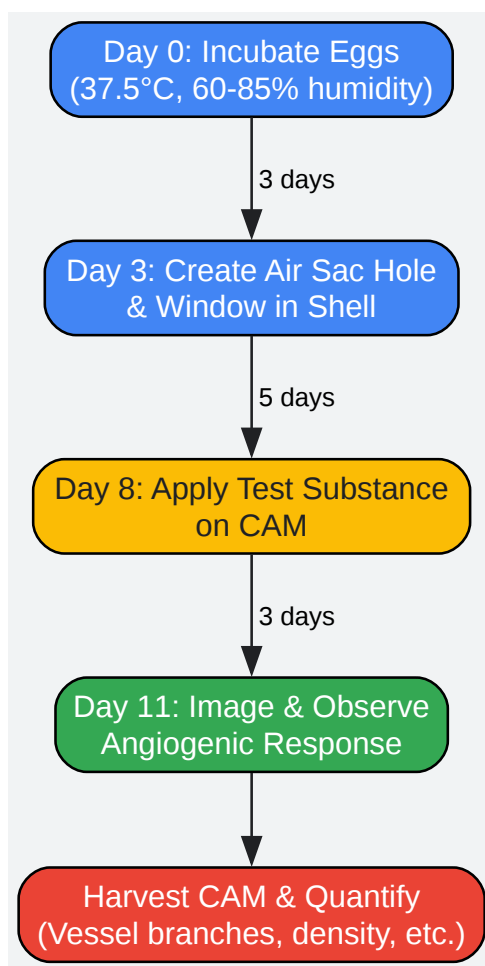 Day 0: Incubate Eggs
(37.5°C, 60-85% humidity)
3 days
Day 3: Create Air Sac Hole
& Window in Shell
5 days
Day 8: Apply Test Substance
on CAM
3 days
Day 11: Image & Observe
Angiogenic Response
Harvest CAM & Quantify
(Vessel branches, density, etc.)